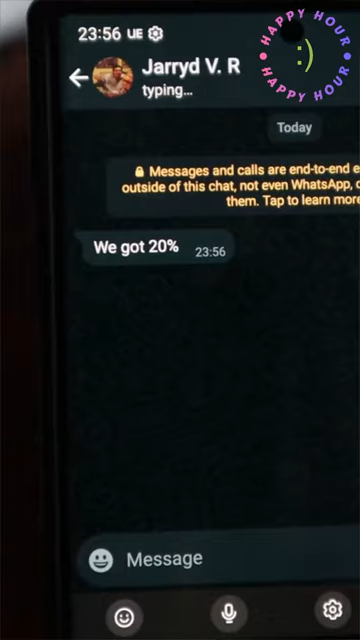 23:56 UE
HAPPY HOUR
HAPPY HOUR
:)
Jarryd V. R
typing...
Today
Messages and calls are end-to-end e
outside of this chat, not even WhatsApp, c
them. Tap to learn more
We got 20% 23:56
Message